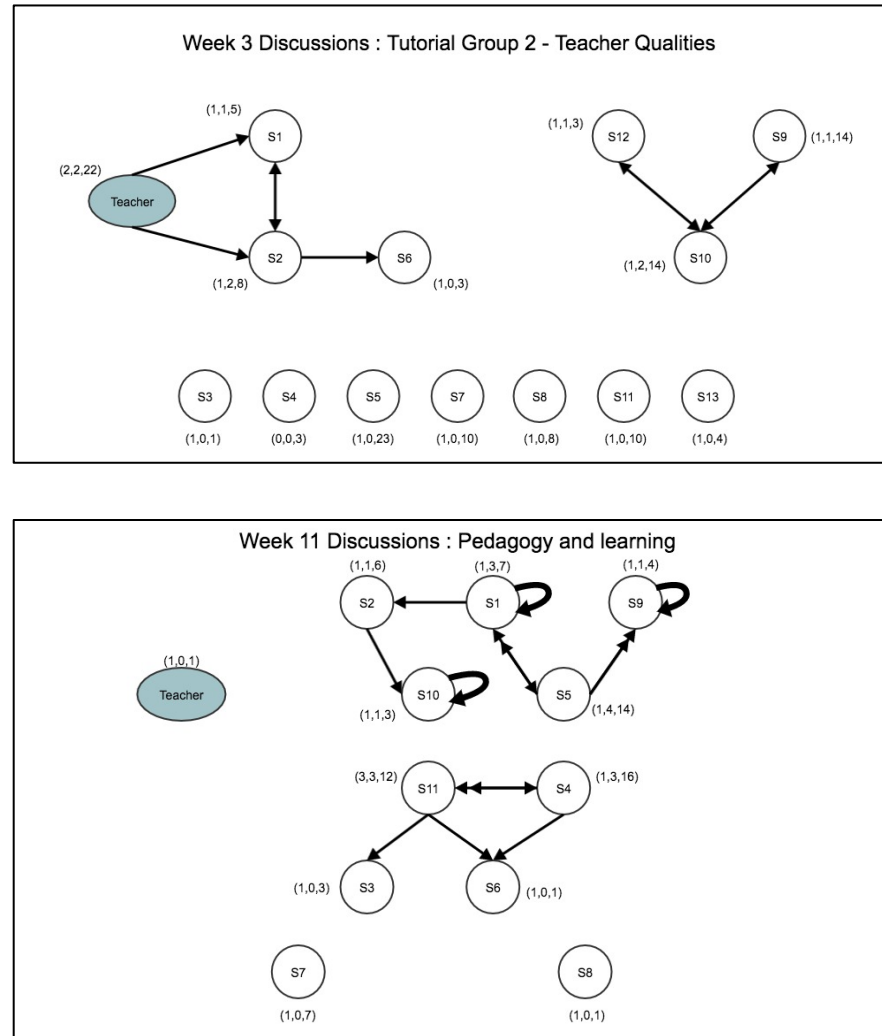 Week 3 Discussions : Tutorial Group 2 - Teacher Qualities
(1,1,5)
S1
(1,1,3)
S12
S9
(1,1,14)
(2,2,22)
Teacher
S2
(1,2,8)
S6
(1,0,3)
S10
(1,2,14)
S3
S4
S5
S7
S8
S11
S13
(1,0,1)
(0,0,3)
(1,0,23)
(1,0,10)
(1,0,8)
(1,0,10)
(1,0,4)
Week 11 Discussions : Pedagogy and learning
(1,1,6)
(1,3,7)
(1,1,4)
S2
S1
S9
(1,0,1)
Teacher
S10
(1,1,3)
S5
(1,4,14)
(3,3,12)
S11
S4
(1,3,16)
(1,0,3)
S3
S6
(1,0,1)
S7
S8
(1,0,7)
(1,0,1)